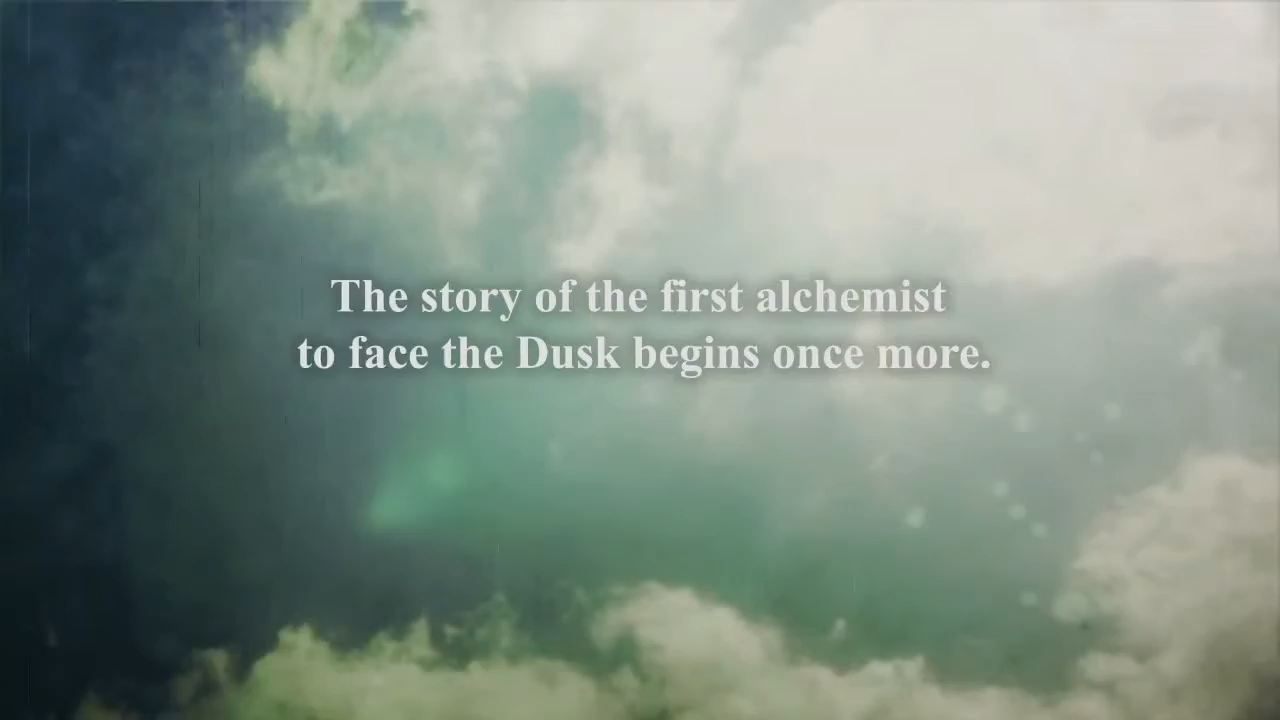 The story of the first alchemist
to face the Dusk begins once more.